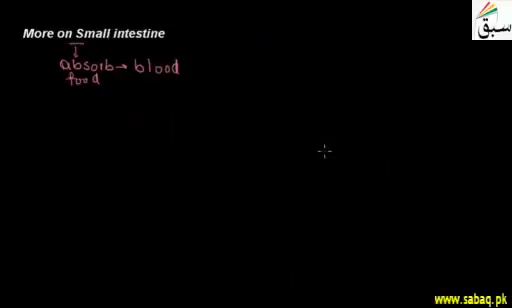 More on Small intestine
سبق
absorb → blood
food
www.sabaq.pk